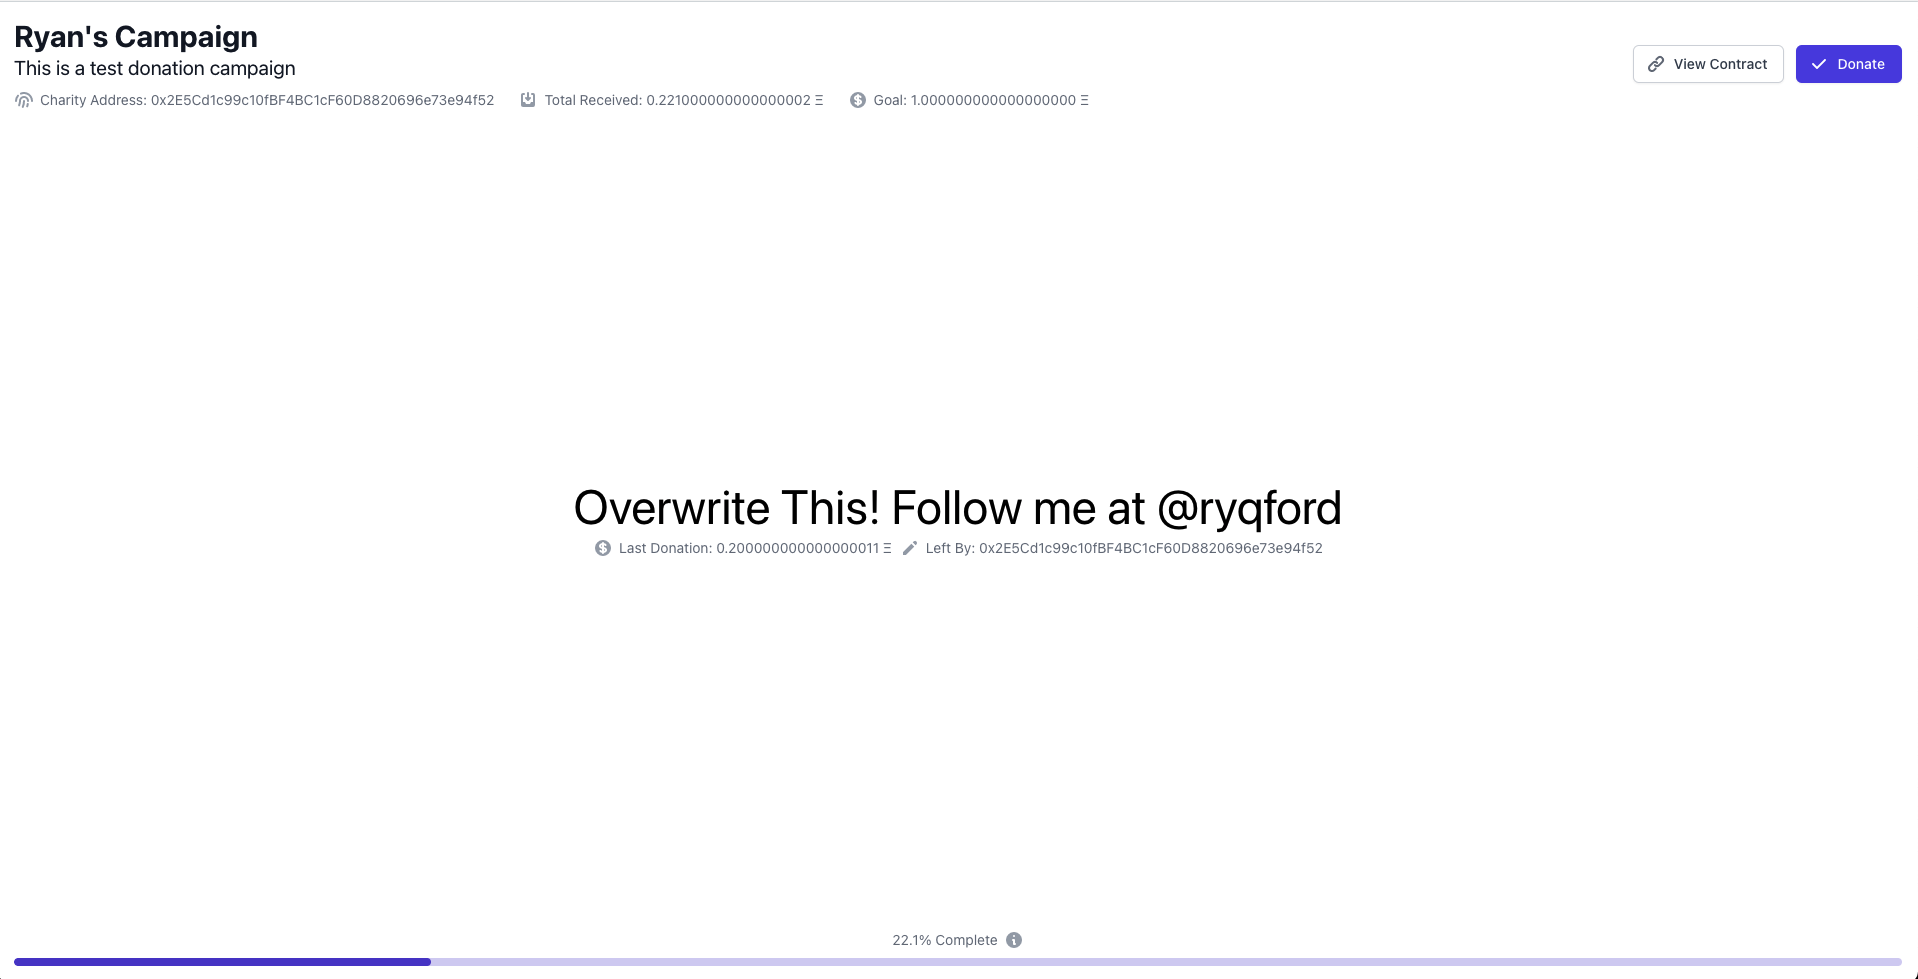 Ryan's Campaign
This is a test donation campaign
Charity Address: 0x2E5Cd1c99c10fBF4BC1cF60D8820696e73e94f52 Total Received: 0.221000000000000002 Ξ Goal: 1.000000000000000000 Ξ
View Contract Donate
Overwrite This! Follow me at @ryqford
Last Donation: 0.200000000000000011 Ξ Left By: 0x2E5Cd1c99c10fBF4BC1cF60D8820696e73e94f52
22.1% Complete